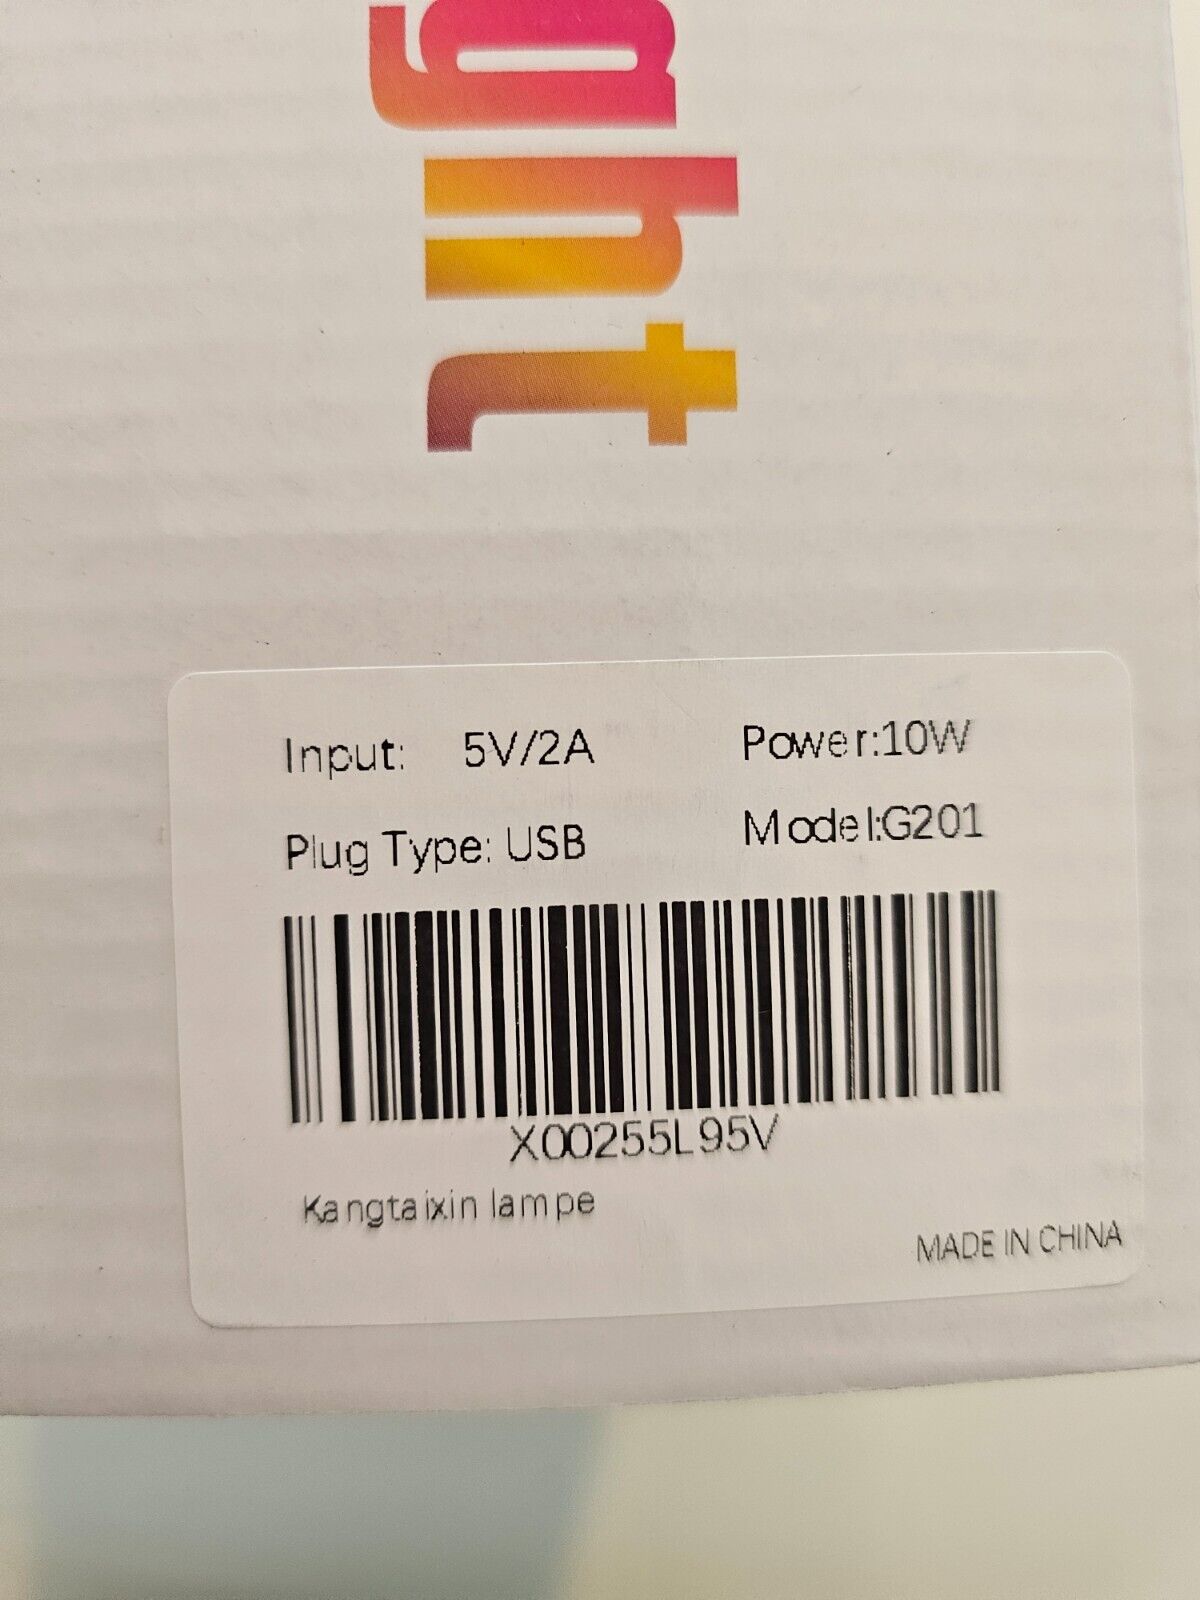 ght
Input: 5V/2A Power:10W
Plug Type: USB Model:G201
X00255L95V
Kangtaixin lampe
MADE IN CHINA